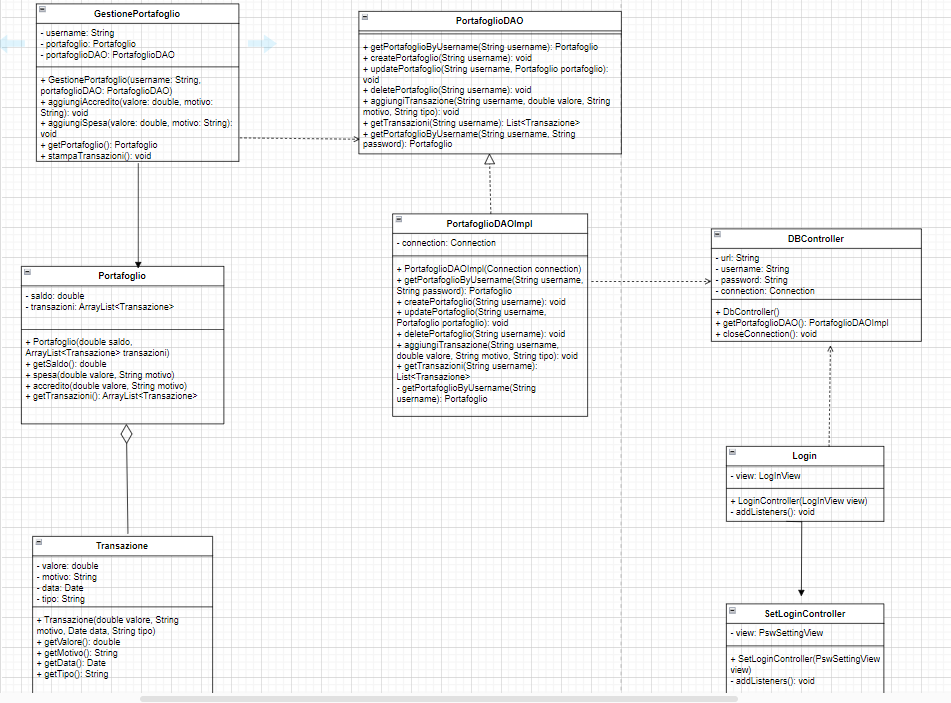 GestionePortafoglio
- username: String
- portafoglio: Portafoglio
- portafoglioDAO: PortafoglioDAO
+ GestionePortafoglio(username: String,
portafoglioDAO: PortafoglioDAO)
+ aggiungiAccredito(valore: double, motivo:
String): void
+ aggiungiSpesa(valore: double, motivo: String):
void
+ getPortafoglio(): Portafoglio
+ stampaTransazioni(): void
PortafoglioDAO
+ getPortafoglioByUsername(String username): Portafoglio
+ createPortafoglio(String username): void
+ updatePortafoglio(String username, Portafoglio portafoglio):
void
+ deletePortafoglio(String username): void
+ aggiungiTransazione(String username, double valore, String
motivo, String tipo): void
+ getTransazioni(String username): List<Transazione>
+ getPortafoglioByUsername(String username, String
password): Portafoglio
PortafoglioDAOImpl
- connection: Connection
+ PortafoglioDAOImpl(Connection connection)
+ getPortafoglioByUsername(String username,
String password): Portafoglio
+ createPortafoglio(String username): void
+ updatePortafoglio(String username,
Portafoglio portafoglio): void
+ deletePortafoglio(String username): void
+ aggiungiTransazione(String username,
double valore, String motivo, String tipo): void
+ getTransazioni(String username):
List<Transazione>
- getPortafoglioByUsername(String
username): Portafoglio
DBController
- url: String
- username: String
- password: String
- connection: Connection
+ DbController()
+ getPortafoglioDAO(): PortafoglioDAOImpl
+ closeConnection(): void
Portafoglio
- saldo: double
- transazioni: ArrayList<Transazione>
+ Portafoglio(double saldo,
ArrayList<Transazione> transazioni)
+ getSaldo(): double
+ spesa(double valore, String motivo)
+ accredito(double valore, String motivo)
+ getTransazioni(): ArrayList<Transazione>
Login
- view: LogInView
+ LoginController(LogInView view)
- addListeners(): void
Transazione
- valore: double
- motivo: String
- data: Date
- tipo: String
+ Transazione(double valore, String
motivo, Date data, String tipo)
+ getValore(): double
+ getMotivo(): String
+ getData(): Date
+ getTipo(): String
SetLoginController
- view: PswSettingView
+ SetLoginController(PswSettingView
view)
- addListeners(): void